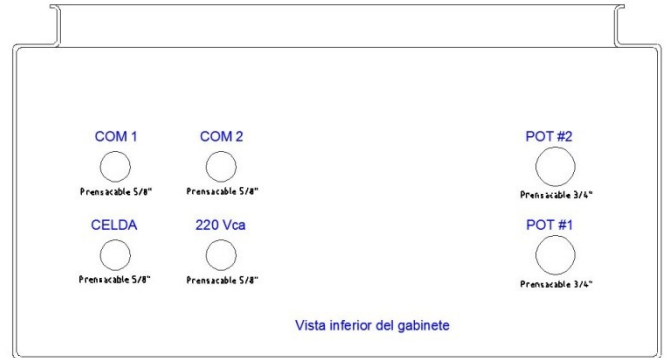 COM 1 COM 2 POT #2
Prensacable 5/8" Prensacable 5/8" Prensacable 3/4"
CELDA 220 Vca POT #1
Prensacable 5/8" Prensacable 5/8" Prensacable 3/4"
Vista inferior del gabinete